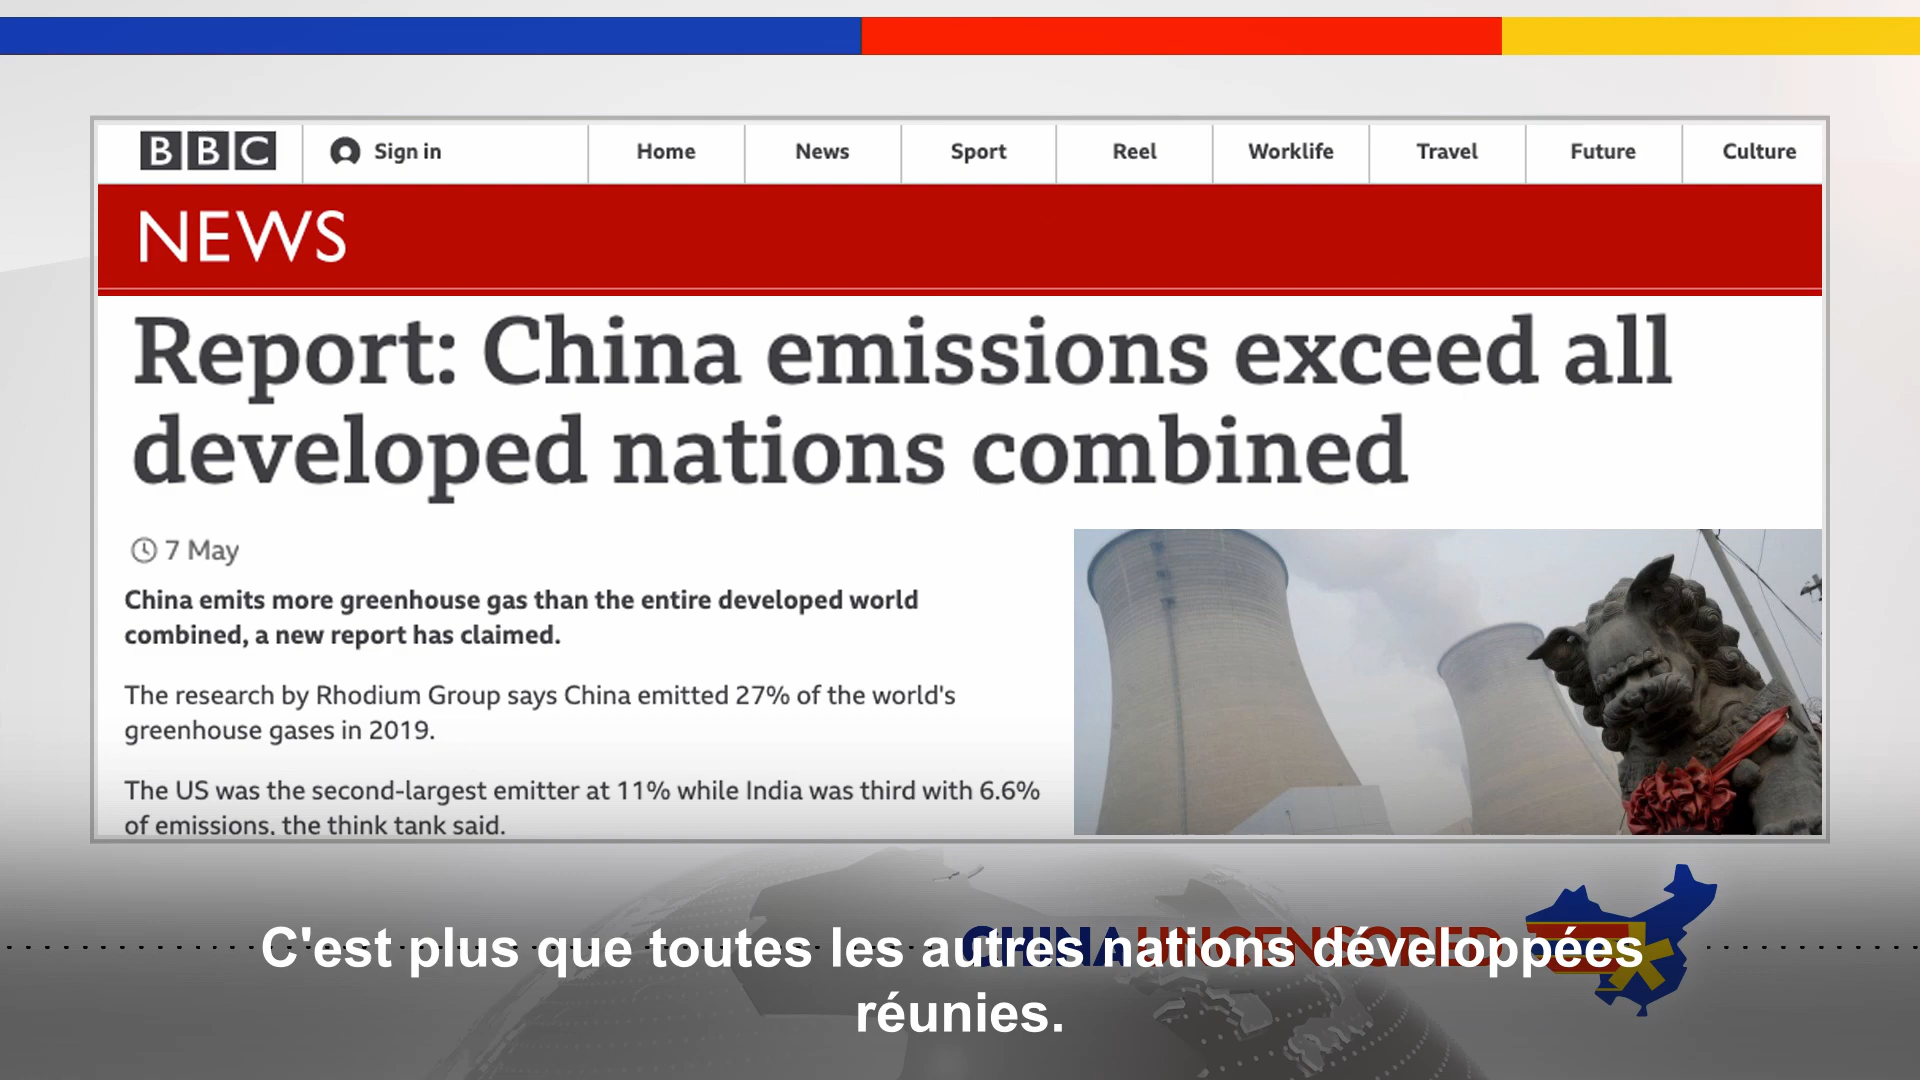 BBC
Sign in
Home
News
Sport
Reel
Worklife
Travel
Future
Culture
NEWS
Report: China emissions exceed all
developed nations combined
7 May
China emits more greenhouse gas than the entire developed world
combined, a new report has claimed.
The research by Rhodium Group says China emitted 27% of the world's
greenhouse gases in 2019.
The US was the second-largest emitter at 11% while India was third with 6.6%
of emissions, the think tank said.
CHINA UNCENSORED
C'est plus que toutes les autres nations développées
réunies.